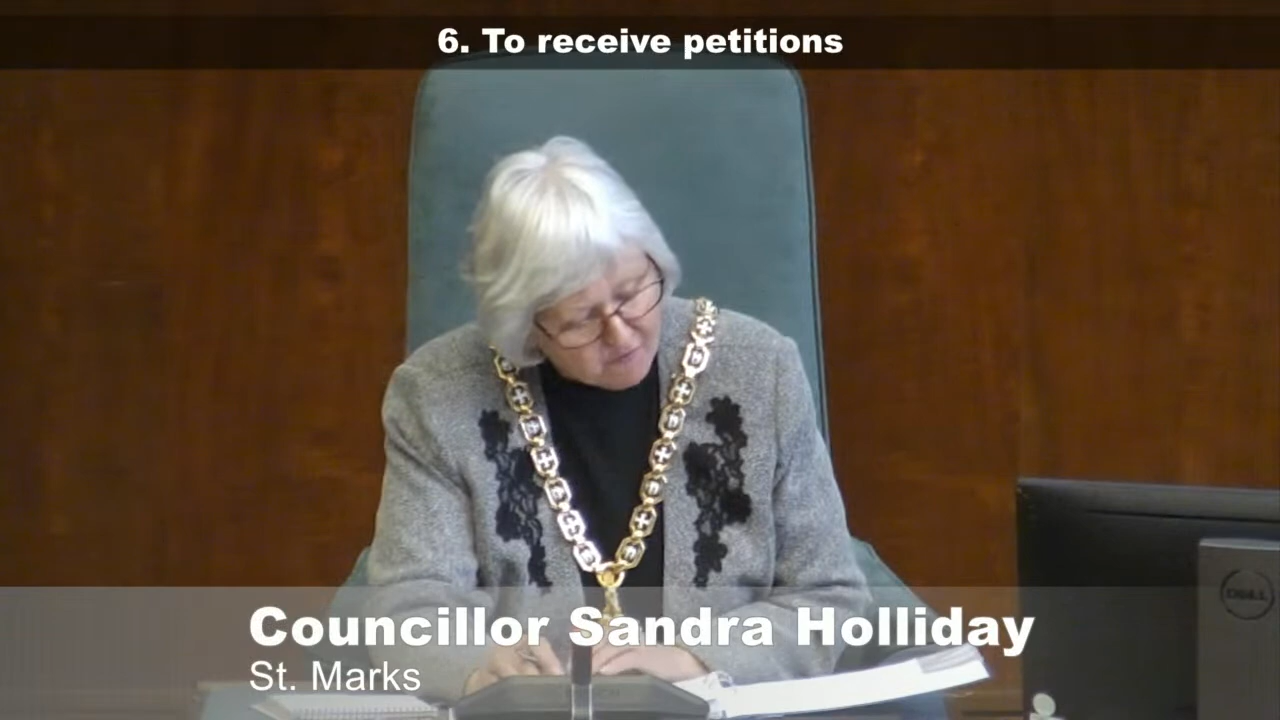 6. To receive petitions
DELL
Councillor Sandra Holliday
St. Marks